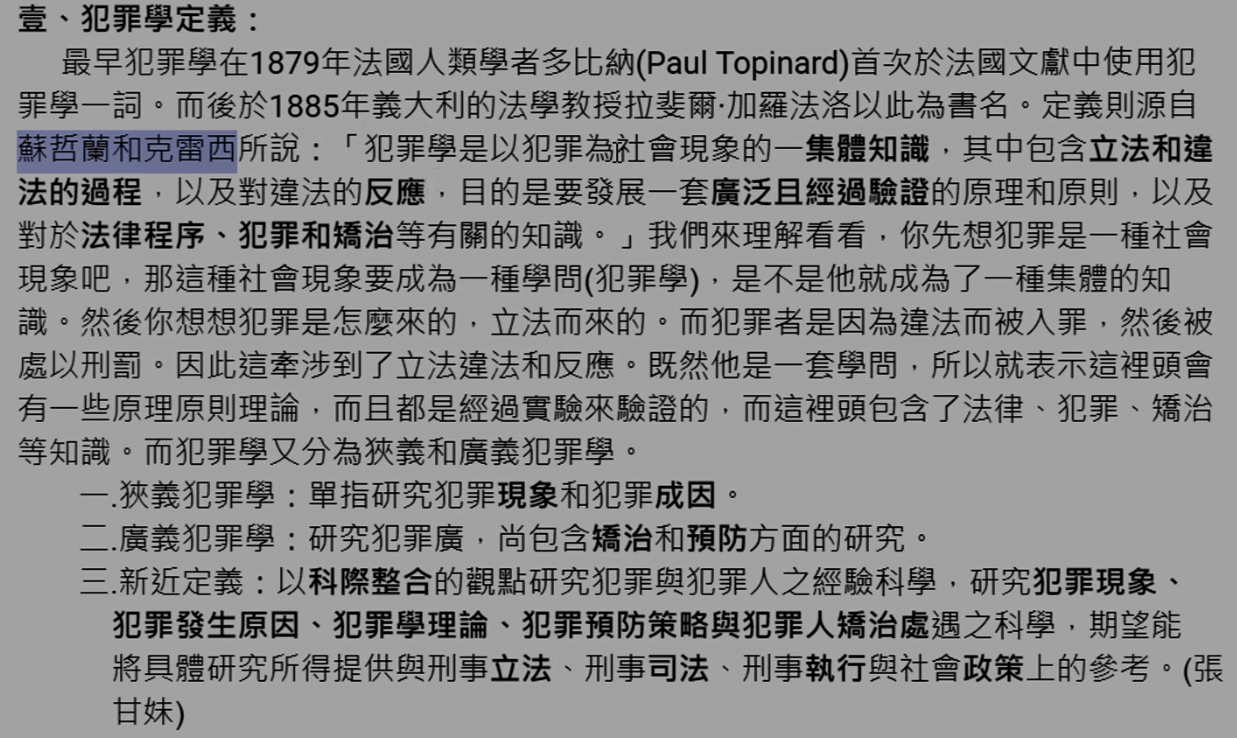 壹、犯罪學定義：
最早犯罪學在1879年法國人類學者多比納(Paul Topinard)首次於法國文獻中使用犯
罪學一詞。而後於1885年義大利的法學教授拉斐爾·加羅法洛以此為書名。定義則源自
蘇哲蘭和克雷西所說：「犯罪學是以犯罪為社會現象的一集體知識，其中包含立法和違
法的過程，以及對違法的反應，目的是要發展一套廣泛且經過驗證的原理和原則，以及
對於法律程序、犯罪和矯治等有關的知識。」我們來理解看看，你先想犯罪是一種社會
現象吧，那這種社會現象要成為一種學問(犯罪學)，是不是他就成為了一種集體的知
識。然後你想想犯罪是怎麼來的，立法而來的。而犯罪者是因為違法而被入罪，然後被
處以刑罰。因此這牽涉到了立法違法和反應。既然他是一套學問，所以就表示這裡頭會
有一些原理原則理論，而且都是經過實驗來驗證的，而這裡頭包含了法律、犯罪、矯治
等知識。而犯罪學又分為狹義和廣義犯罪學。
一.狹義犯罪學：單指研究犯罪現象和犯罪成因。
二.廣義犯罪學：研究犯罪廣，尚包含矯治和預防方面的研究。
三.新近定義：以科際整合的觀點研究犯罪與犯罪人之經驗科學，研究犯罪現象、
犯罪發生原因、犯罪學理論、犯罪預防策略與犯罪人矯治處遇之科學，期望能
將具體研究所得提供與刑事立法、刑事司法、刑事執行與社會政策上的參考。(張
甘妹)